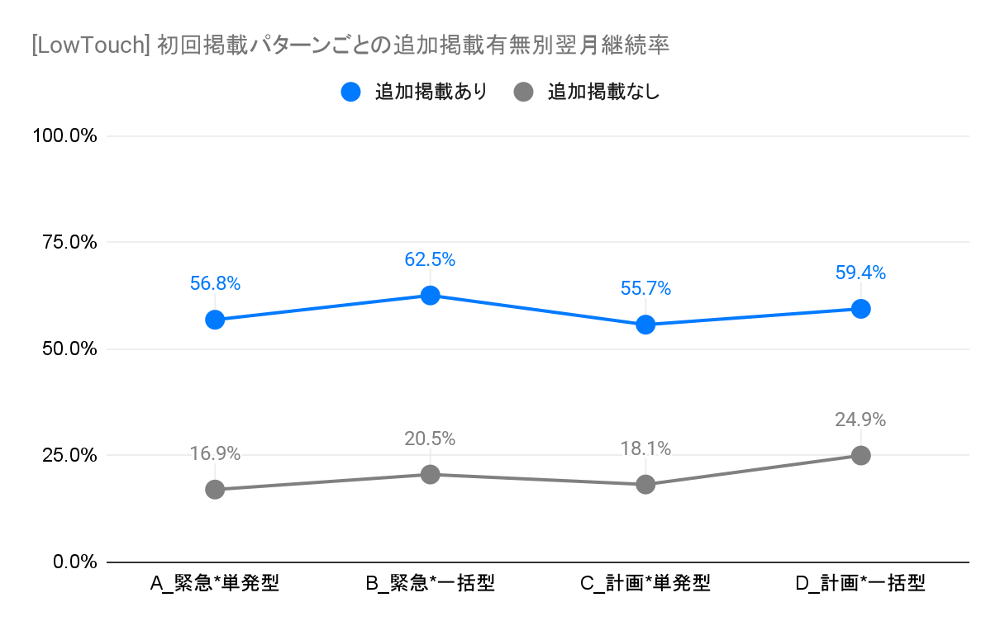 [LowTouch] 初回掲載パターンごとの追加掲載有無別翌月継続率
追加掲載あり 追加掲載なし
100.0%
75.0%
50.0%
25.0%
0.0%
56.8% 62.5% 55.7% 59.4%
16.9% 20.5% 18.1% 24.9%
A_緊急*単発型 B_緊急*一括型 C_計画*単発型 D_計画*一括型